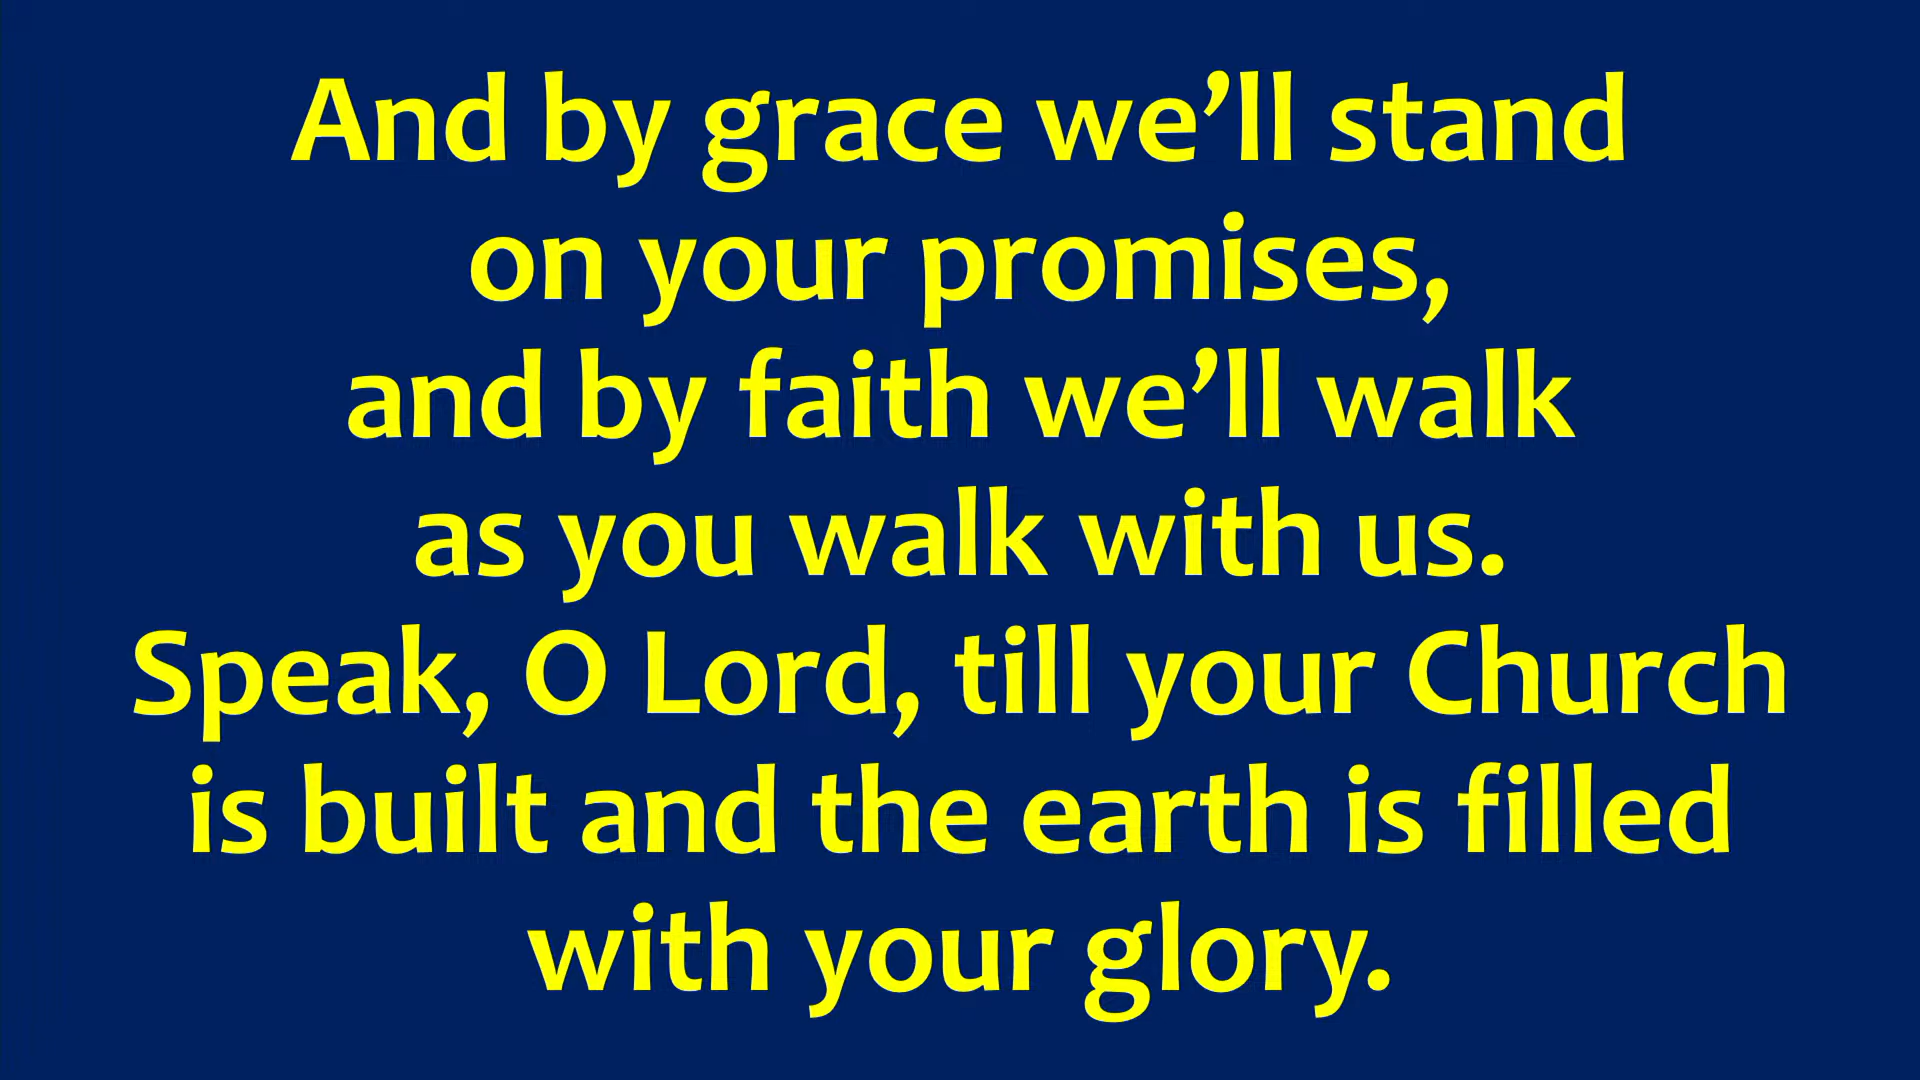 And by grace we’ll stand
on your promises,
and by faith we’ll walk
as you walk with us.
Speak, O Lord, till your Church
is built and the earth is filled
with your glory.